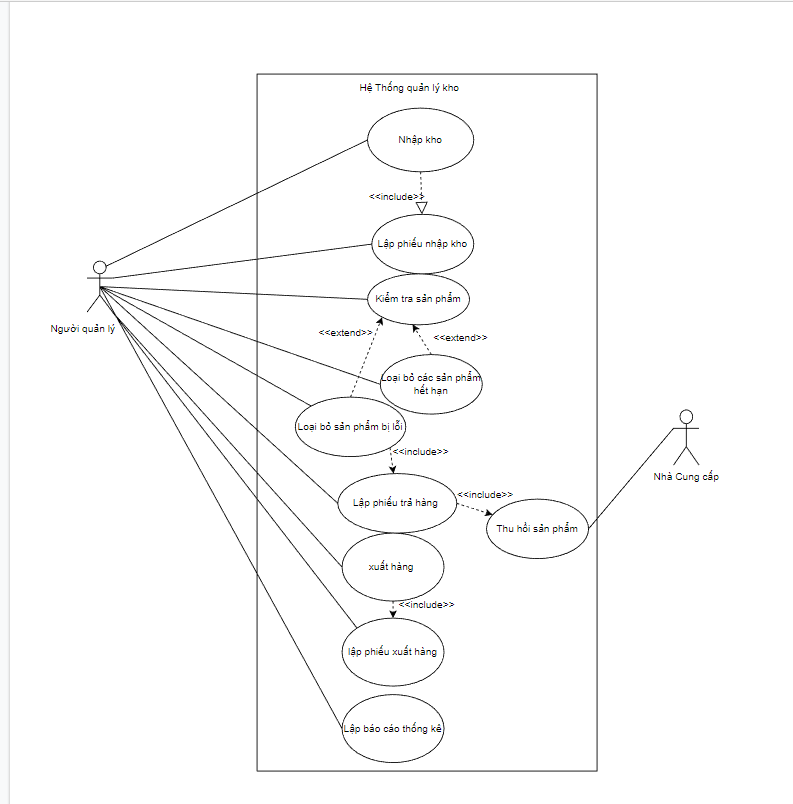 Hệ Thống quản lý kho
Nhập kho
<<include>>
Lập phiếu nhập kho
Kiểm tra sản phẩm
Người quản lý
<<extend>>
<<extend>>
Loại bỏ các sản phẩm
hết hạn
Loại bỏ sản phẩm bị lỗi
<<include>>
Nhà Cung cấp
Lập phiếu trả hàng
<<include>>
Thu hồi sản phẩm
xuất hàng
<<include>>
lập phiếu xuất hàng
Lập báo cáo thống kê